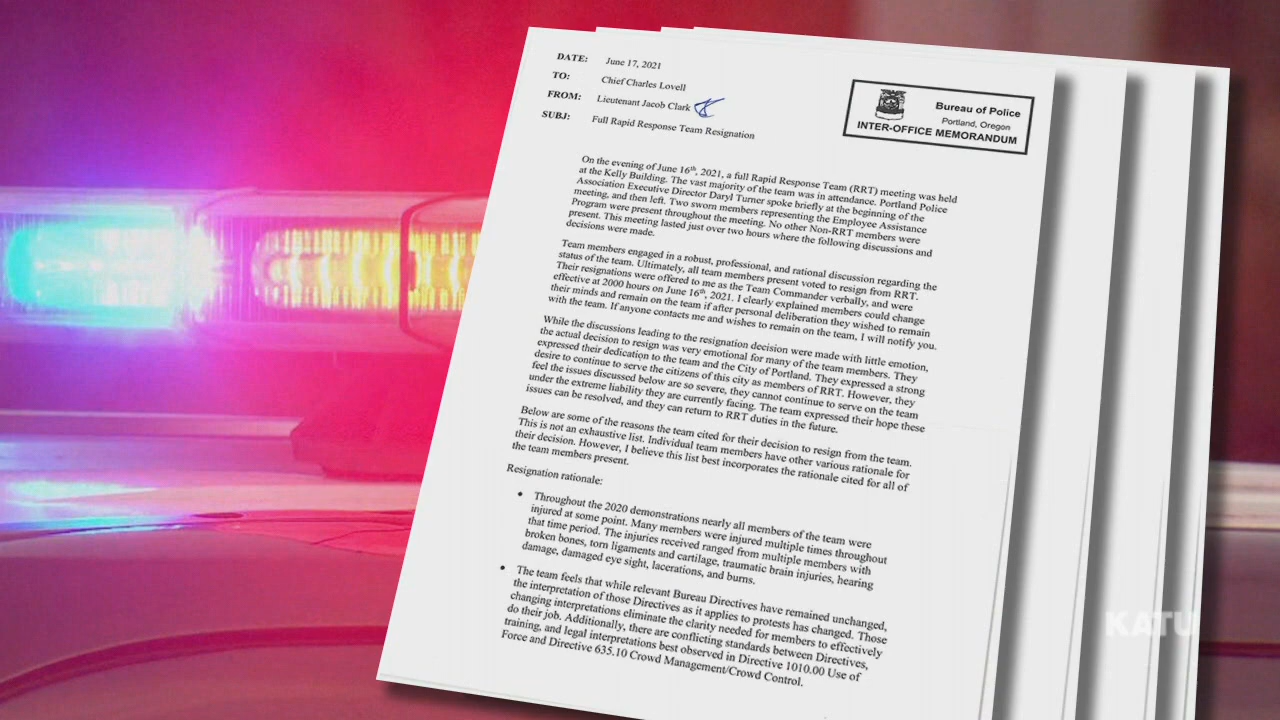 DATE: June 17, 2021
TO: Chief Charles Lovell
FROM: Lieutenant Jacob Clark
SUBJ: Full Rapid Response Team Resignation
Bureau of Police
Portland, Oregon
INTER-OFFICE MEMORANDUM
On the evening of June 16th, 2021, a full Rapid Response Team (RRT) meeting was held
at the Kelly Building. The vast majority of the team was in attendance. Portland Police
Association Executive Director Daryl Turner spoke briefly at the beginning of the
meeting, and then left. Two sworn members representing the Employee Assistance
Program were present throughout the meeting. No other Non-RRT members were
present. This meeting lasted just over two hours where the following discussions and
decisions were made.
Team members engaged in a robust, professional, and rational discussion regarding the
status of the team. Ultimately, all team members present voted to resign from RRT.
Their resignations were offered to me as the Team Commander verbally, and were
effective at 2000 hours on June 16th, 2021. I clearly explained members could change
their minds and remain on the team if after personal deliberation they wished to remain
with the team. If anyone contacts me and wishes to remain on the team, I will notify you.
While the discussions leading to the resignation decision were made with little emotion,
the actual decision to resign was very emotional for many of the team members. They
expressed their dedication to the team and the City of Portland. They expressed a strong
desire to continue to serve the citizens of this city as members of RRT. However, they
feel the issues discussed below are so severe, they cannot continue to serve on the team
under the extreme liability they are currently facing. The team expressed their hope these
issues can be resolved, and they can return to RRT duties in the future.
Below are some of the reasons the team cited for their decision to resign from the team.
This is not an exhaustive list. Individual team members have other various rationale for
their decision. However, I believe this list best incorporates the rationale cited for all of
the team members present.
Resignation rationale:
• Throughout the 2020 demonstrations nearly all members of the team were
injured at some point. Many members were injured multiple times throughout
that time period. The injuries received ranged from multiple members with
broken bones, torn ligaments and cartilage, traumatic brain injuries, hearing
damage, damaged eye sight, lacerations, and burns.
• The team feels that while relevant Bureau Directives have remained unchanged,
the interpretation of those Directives as it applies to protests has changed. Those
changing interpretations eliminate the clarity needed for members to effectively
do their job. Additionally, there are conflicting standards between Directives,
training, and legal interpretations best observed in Directive 1010.00 Use of
Force and Directive 635.10 Crowd Management/Crowd Control.
KATU